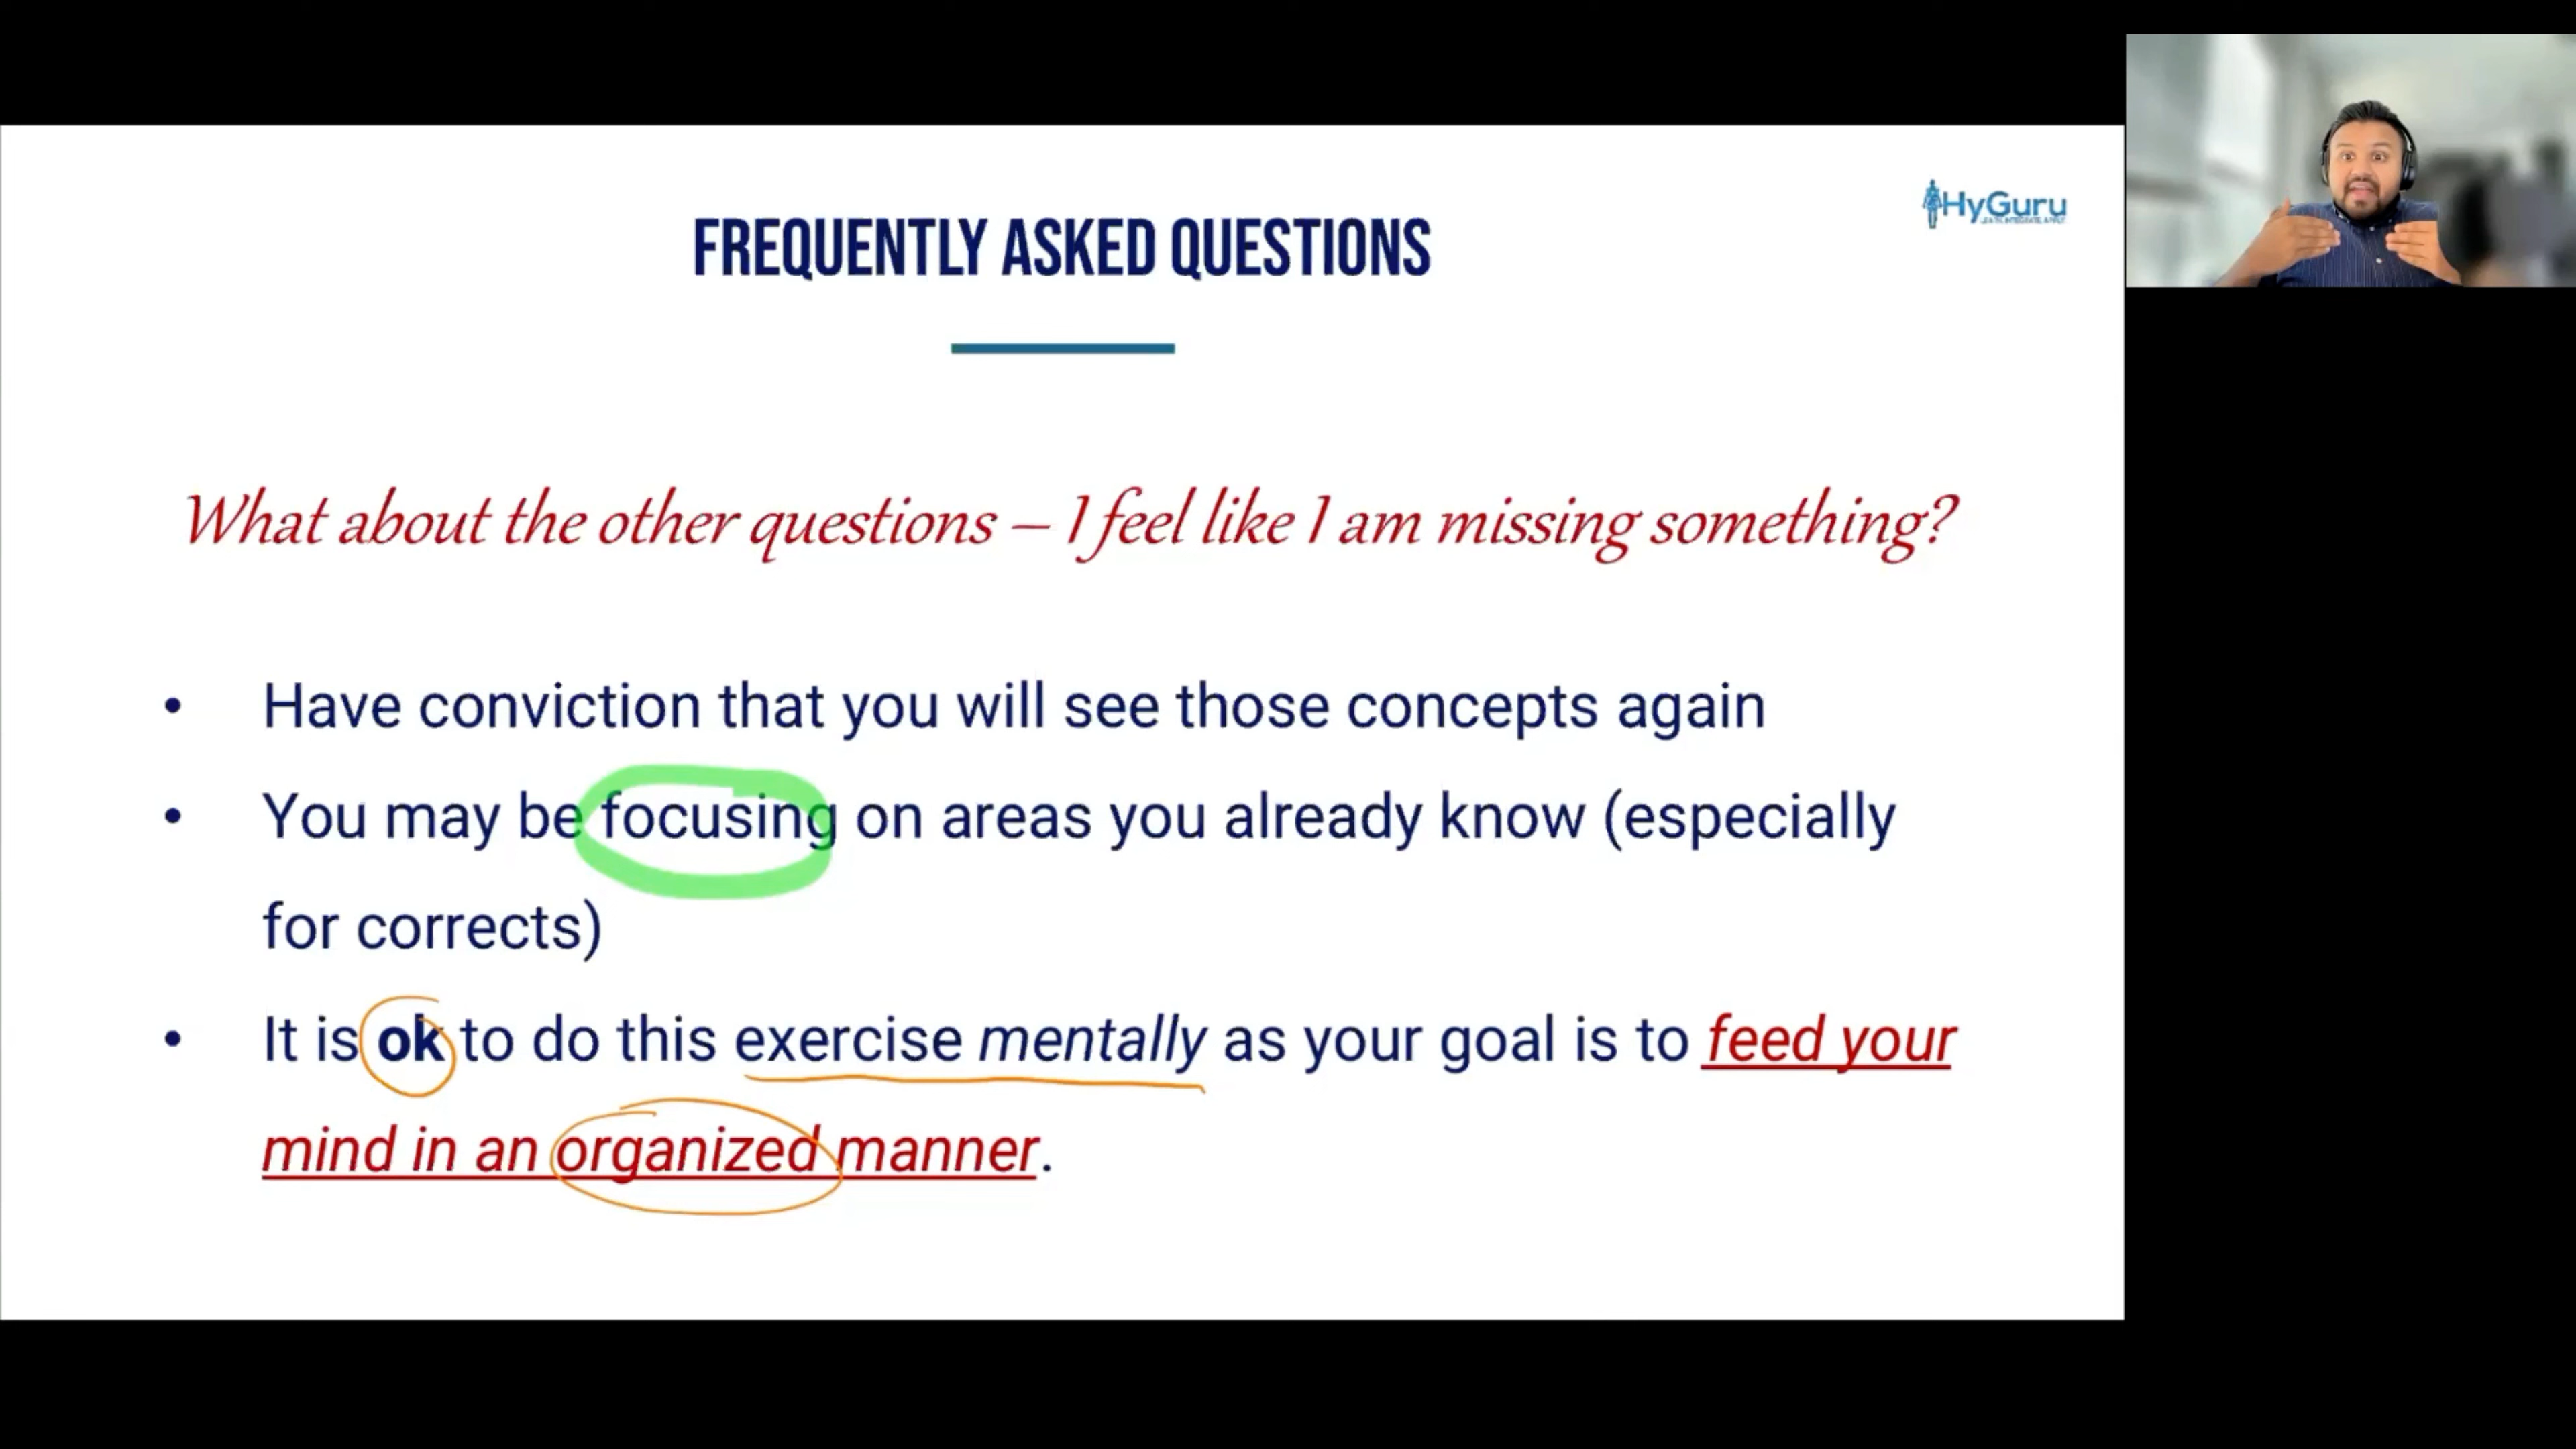 FREQUENTLY ASKED QUESTIONS
HyGuru
What about the other questions – I feel like I am missing something?
• Have conviction that you will see those concepts again
• You may be focusing on areas you already know (especially
for corrects)
• It is ok to do this exercise mentally as your goal is to feed your
mind in an organized manner.